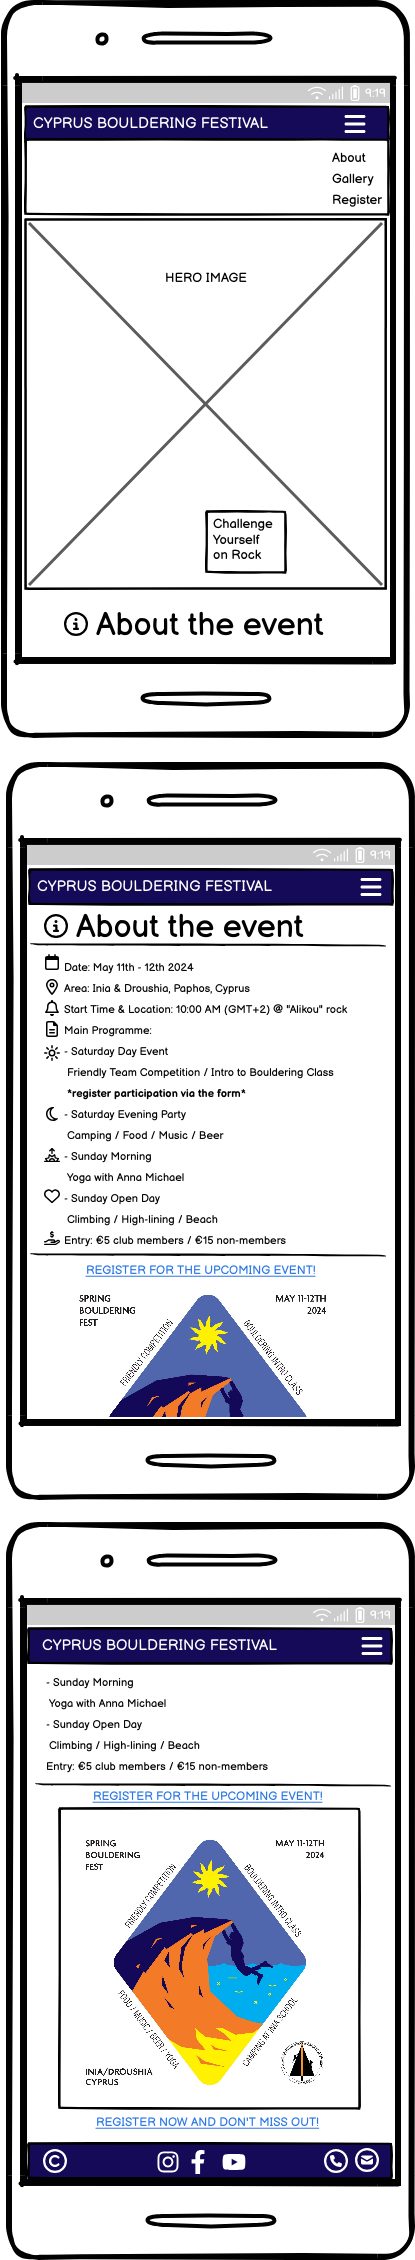 9:19
CYPRUS BOULDERING FESTIVAL
About
Gallery
Register
HERO IMAGE
Challenge
Yourself
on Rock
About the event
9:19
CYPRUS BOULDERING FESTIVAL
About the event
Date: May 11th - 12th 2024
Area: Inia & Droushia, Paphos, Cyprus
Start Time & Location: 10:00 AM (GMT+2) @ "Alikou" rock
Main Programme:
- Saturday Day Event
Friendly Team Competition / Intro to Bouldering Class
*register participation via the form*
- Saturday Evening Party
Camping / Food / Music / Beer
- Sunday Morning
Yoga with Anna Michael
- Sunday Open Day
Climbing / High-lining / Beach
Entry: €5 club members / €15 non-members
REGISTER FOR THE UPCOMING EVENT!
SPRING
BOULDERING
FEST
MAY 11-12TH
2024
FRIENDLY COMPETITION
BOULDERING INTRO CLASS
9:19
CYPRUS BOULDERING FESTIVAL
- Sunday Morning
Yoga with Anna Michael
- Sunday Open Day
Climbing / High-lining / Beach
Entry: €5 club members / €15 non-members
REGISTER FOR THE UPCOMING EVENT!
SPRING
BOULDERING
FEST
MAY 11-12TH
2024
FRIENDLY COMPETITION
BOULDERING INTRO CLASS
FOOD / MUSIC / BEER / YOGA
CAMPING AT INIA SCHOOL
INIA/DROUSHIA
CYPRUS
REGISTER NOW AND DON'T MISS OUT!